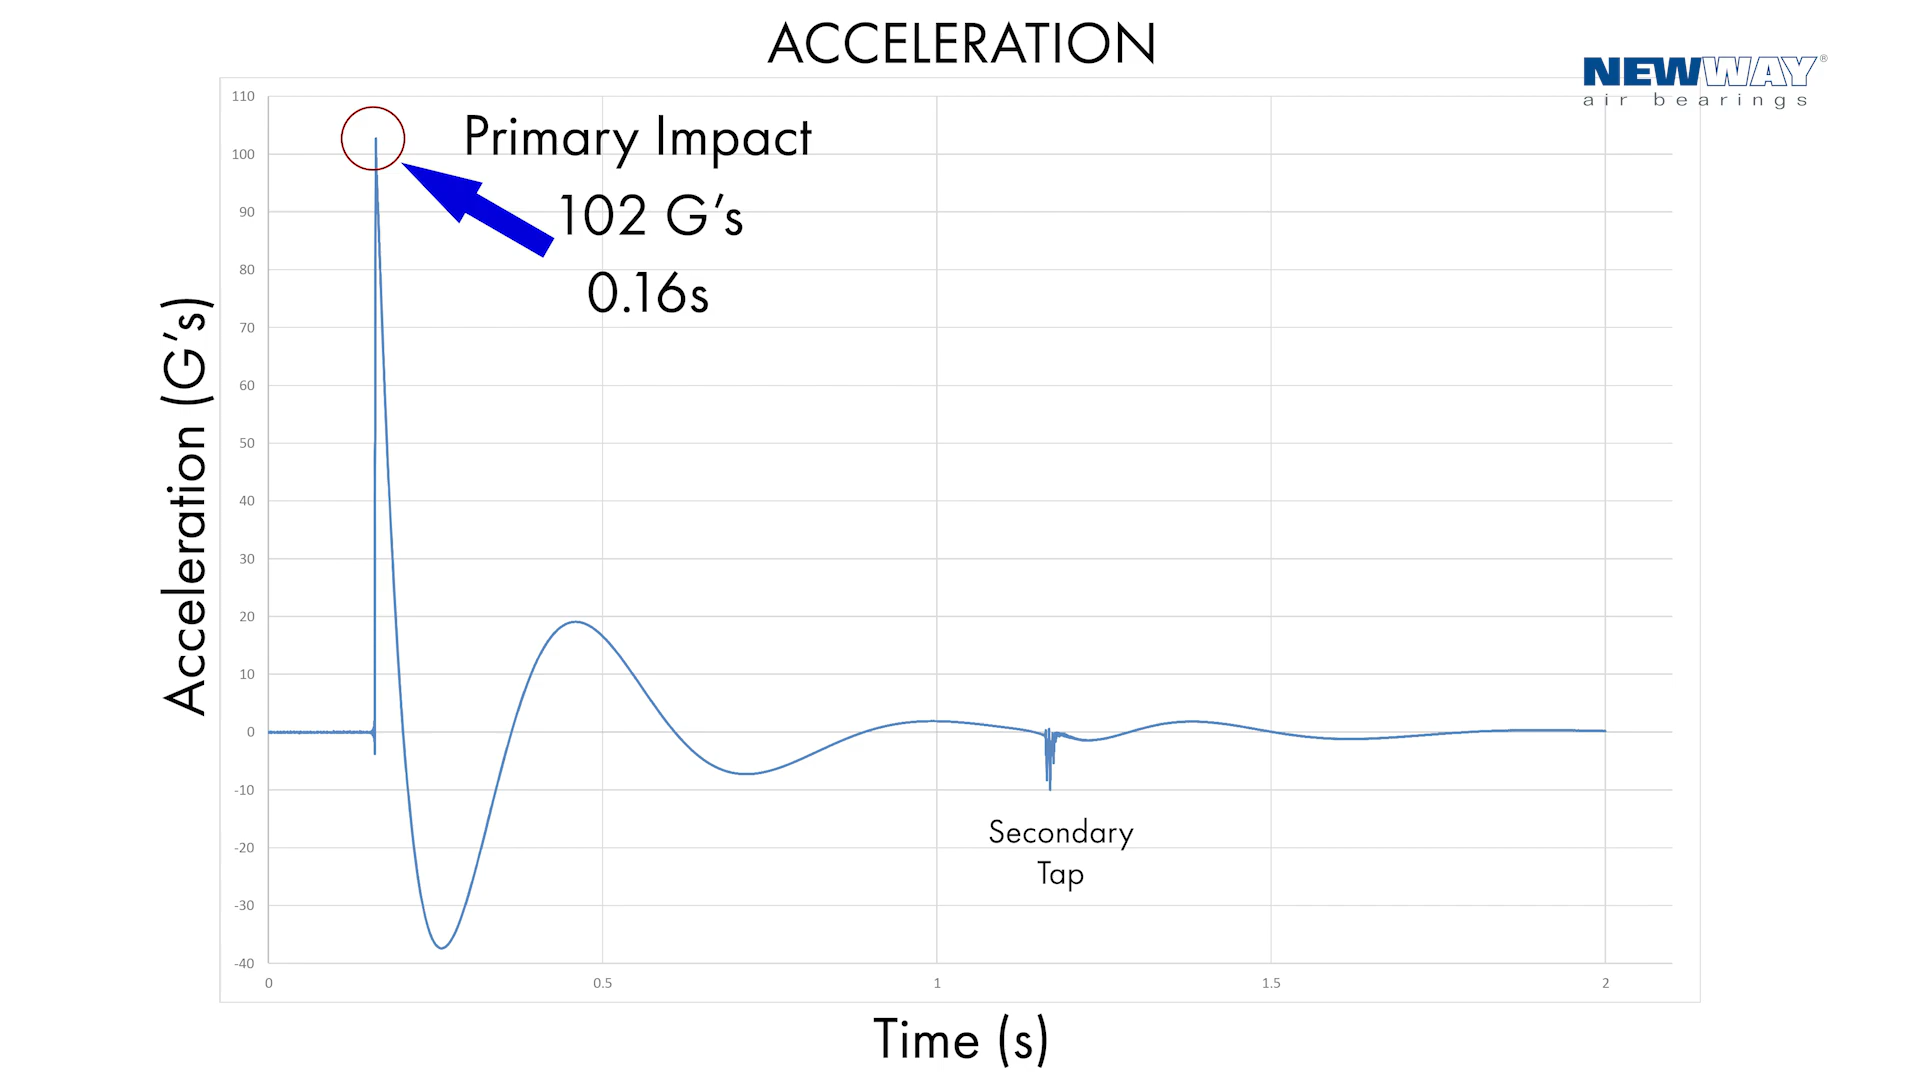 ACCELERATION
NEWWAY®
air bearings
Primary Impact
102 G's
0.16s
Acceleration (G's)
110
100
90
80
70
60
50
40
30
20
10
0
-10
-20
-30
-40
Secondary
Tap
0
0.5
1
1.5
2
Time (s)